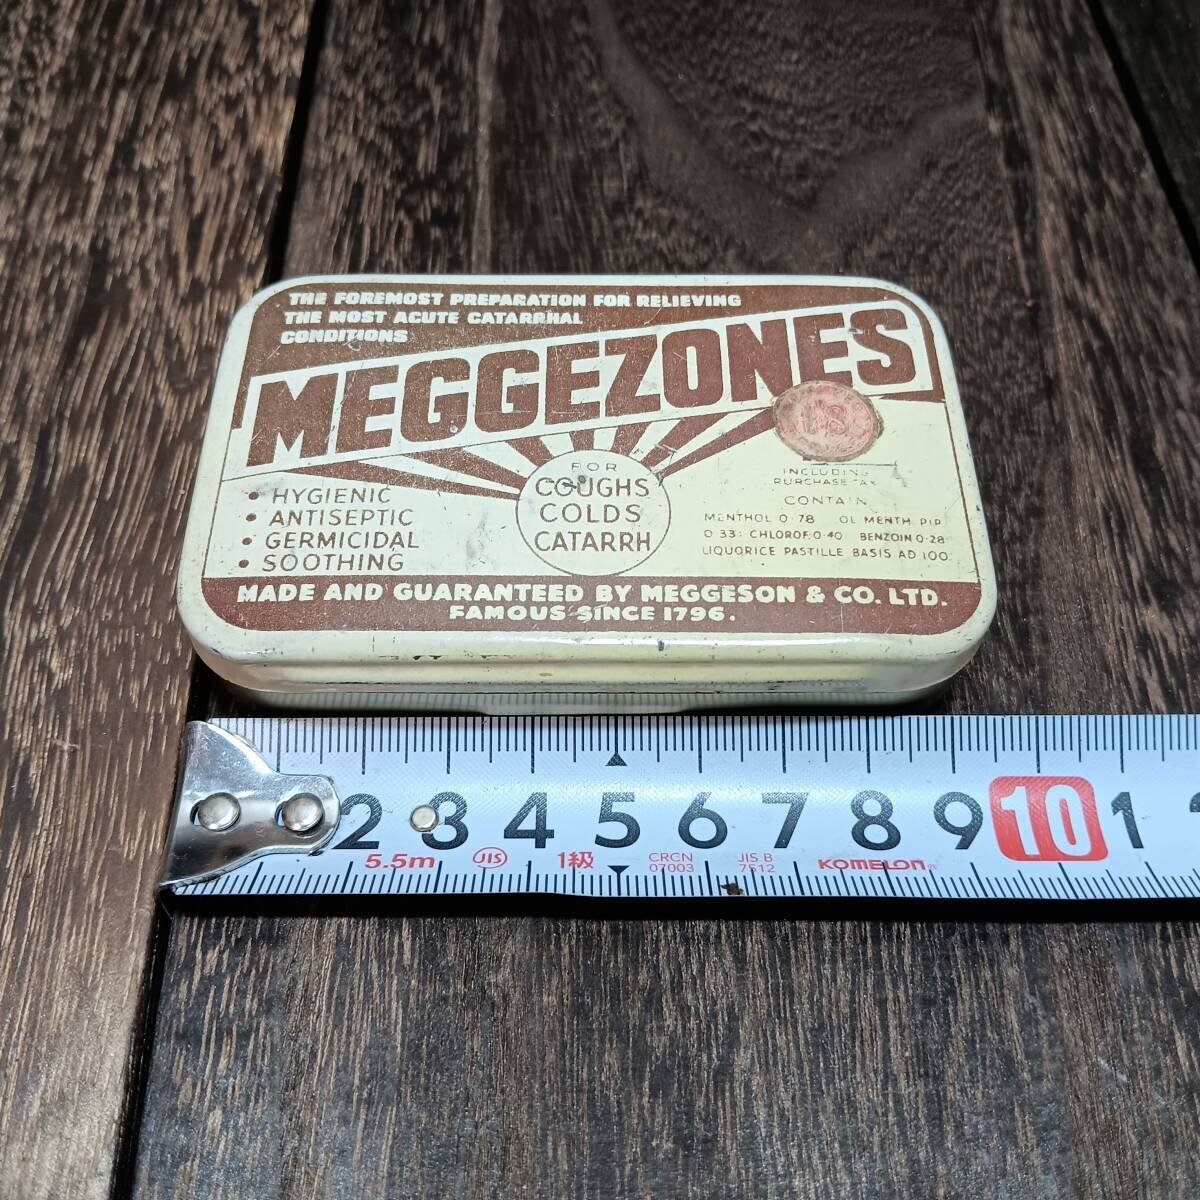 THE FOREMOST PREPARATION FOR RELIEVING
THE MOST ACUTE CATARRHAL
CONDITIONS
MEGGEZONES
• HYGIENIC
• ANTISEPTIC
• GERMICIDAL
• SOOTHING
FOR
COUGHS
COLDS
CATARRH
INCLUDING
PURCHASE TAX
CONTAIN
MENTHOL 0·78 OL MENTH PIP
0·33: CHLOROF: 0·40 BENZOIN 0·28
LIQUORICE PASTILLE BASIS AD 100
MADE AND GUARANTEED BY MEGGESON & CO. LTD.
FAMOUS SINCE 1796.
2 3 4 5 6 7 8 9 10 1
5.5m JIS 1級 CRCN 07003 JIS B 7512 KOMELON